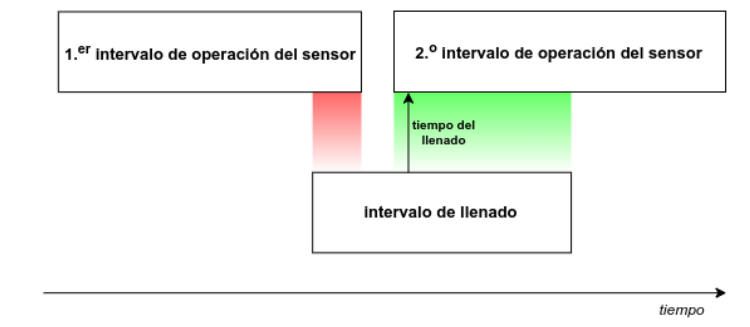 1.er intervalo de operación del sensor
2.º intervalo de operación del sensor
tiempo del
llenado
intervalo de llenado
tiempo